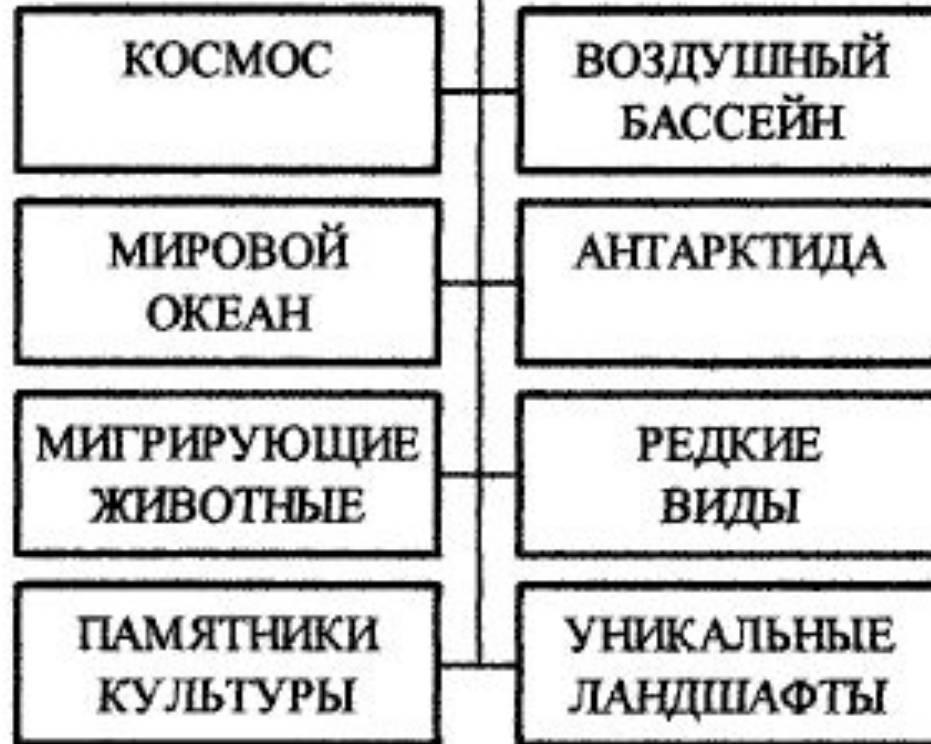 КОСМОС
ВОЗДУШНЫЙ
БАССЕЙН
МИРОВОЙ
ОКЕАН
АНТАРКТИДА
МИГРИРУЮЩИЕ
ЖИВОТНЫЕ
РЕДКИЕ
ВИДЫ
ПАМЯТНИКИ
КУЛЬТУРЫ
УНИКАЛЬНЫЕ
ЛАНДШАФТЫ